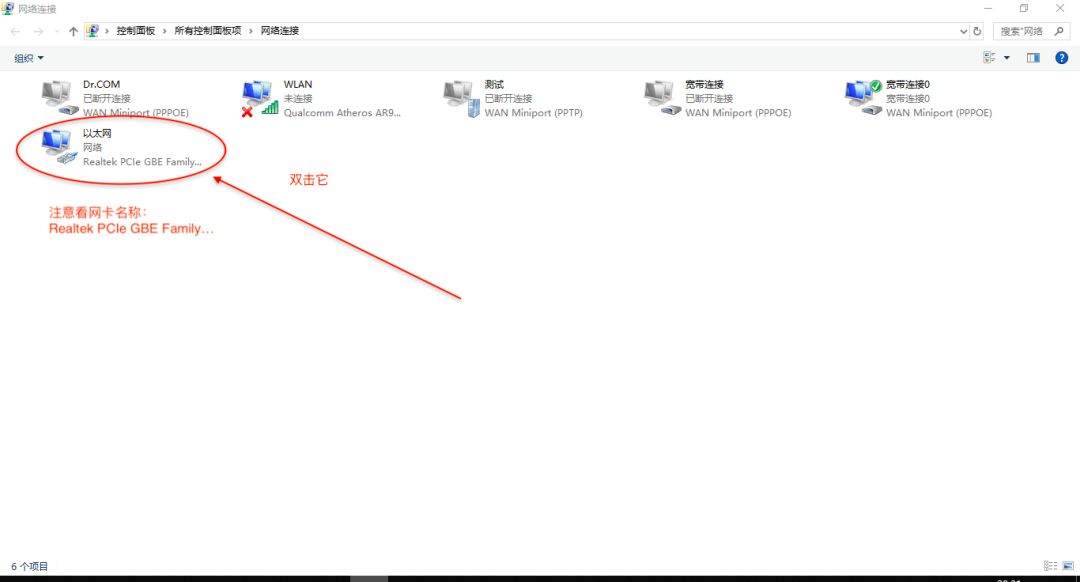 网络连接
控制面板 › 所有控制面板项 › 网络连接
搜索"网络
组织
Dr.COM
已断开连接
WAN Miniport (PPPOE)
WLAN
未连接
Qualcomm Atheros AR9...
测试
已断开连接
WAN Miniport (PPTP)
宽带连接
已断开连接
WAN Miniport (PPPOE)
宽带连接0
宽带连接0
WAN Miniport (PPPOE)
以太网
网络
Realtek PCIe GBE Family...
双击它
注意看网卡名称：
Realtek PCIe GBE Family...
6 个项目